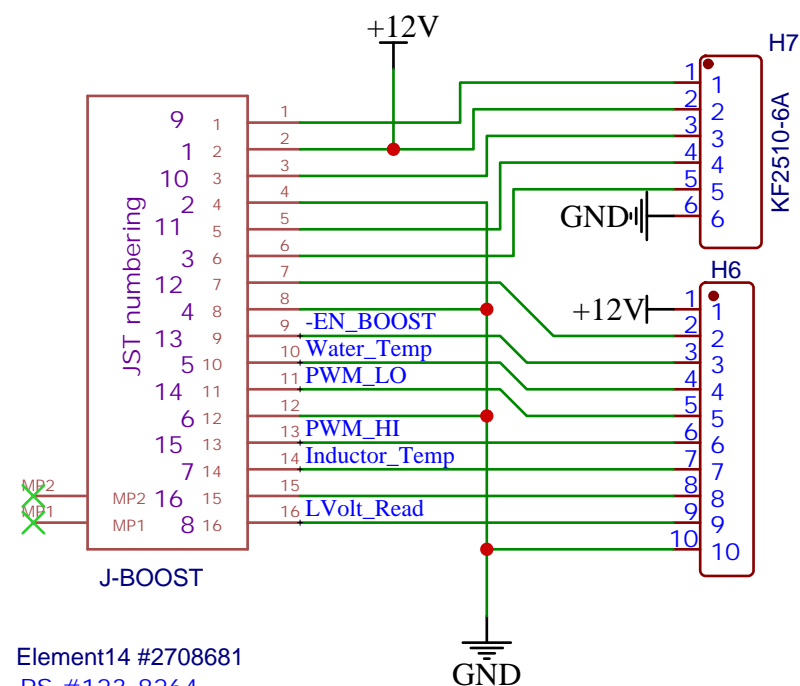 +12V
H7
1 1
2 2
3 3
4 4
5 5
6 6
KF2510-6A
GND
9 1 1
1 2 2
10 3 3
2 4 4
11 5 5
3 6 6
12 7 7
4 8 8
13 9 9 -EN_BOOST
5 10 10 Water_Temp
14 11 11 PWM_LO
6 12 12
15 13 13 PWM_HI
7 14 14 Inductor_Temp
16 15 15
8 16 16 LVolt_Read
JST numbering
MP2 MP2
MP1 MP1
J-BOOST
H6
+12V
1 1
2 2
3 3
4 4
5 5
6 6
7 7
8 8
9 9
10 10
GND
Element14 #2708681
RS #123-8264